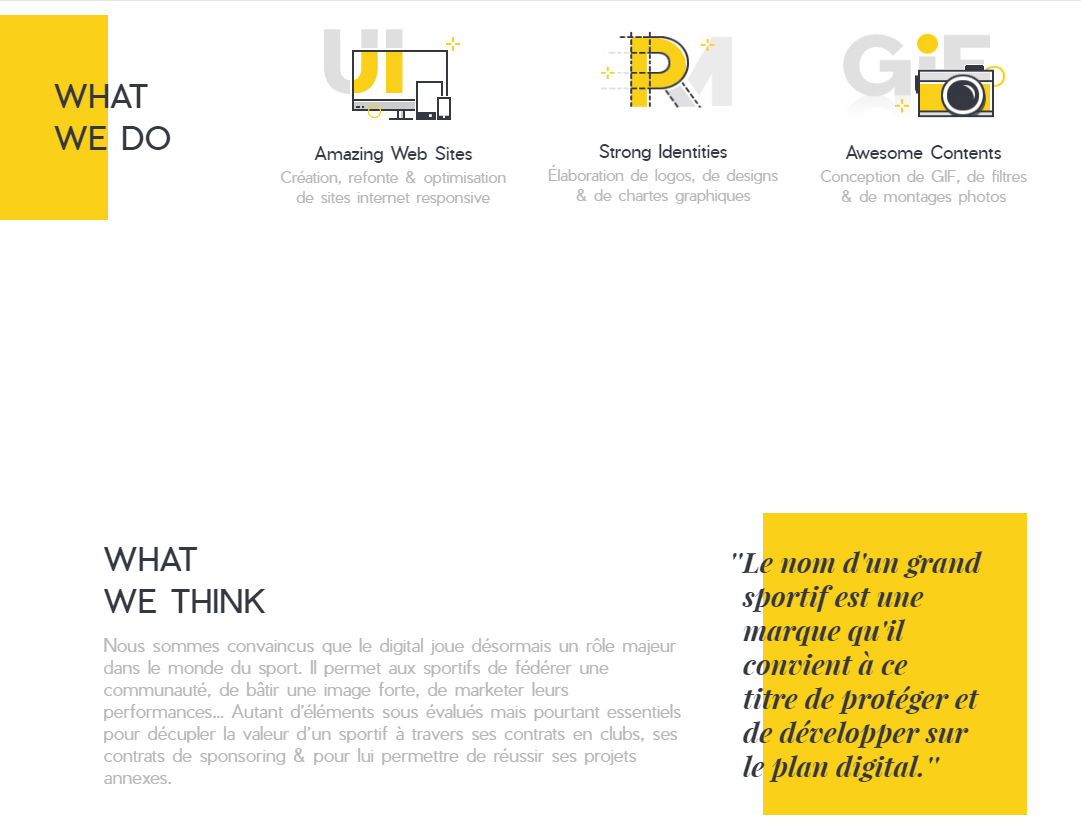 WHAT
WE DO
UI
Amazing Web Sites
Création, refonte & optimisation
de sites internet responsive
R
Strong Identities
Élaboration de logos, de designs
& de chartes graphiques
GiF
Awesome Contents
Conception de GIF, de filtres
& de montages photos
WHAT
WE THINK
Nous sommes convaincus que le digital joue désormais un rôle majeur
dans le monde du sport. Il permet aux sportifs de fédérer une
communauté, de bâtir une image forte, de marketer leurs
performances... Autant d'éléments sous évalués mais pourtant essentiels
pour décupler la valeur d'un sportif à travers ses contrats en clubs, ses
contrats de sponsoring & pour lui permettre de réussir ses projets
annexes.
"Le nom d'un grand
sportif est une
marque qu'il
convient à ce
titre de protéger et
de développer sur
le plan digital."